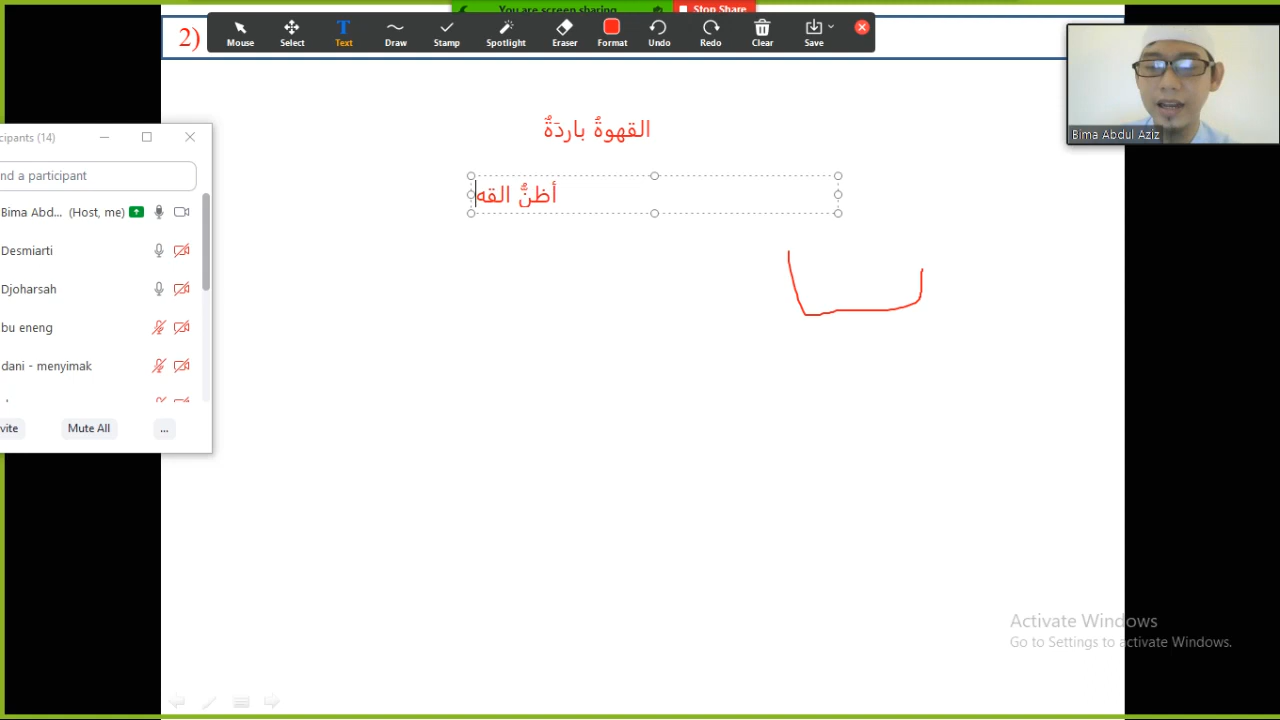 You are screen sharing
Stop Share
2)
Mouse
Select
Text
Draw
Stamp
Spotlight
Eraser
Format
Undo
Redo
Clear
Save
Bima Abdul Aziz
cipants (14)
nd a participant
Bima Abd... (Host, me)
Desmiarti
Djoharsah
bu eneng
dani - menyimak
vite
Mute All
...
القهوةُ باردَةٌ
أظنُّ القه
Activate Windows
Go to Settings to activate Windows.